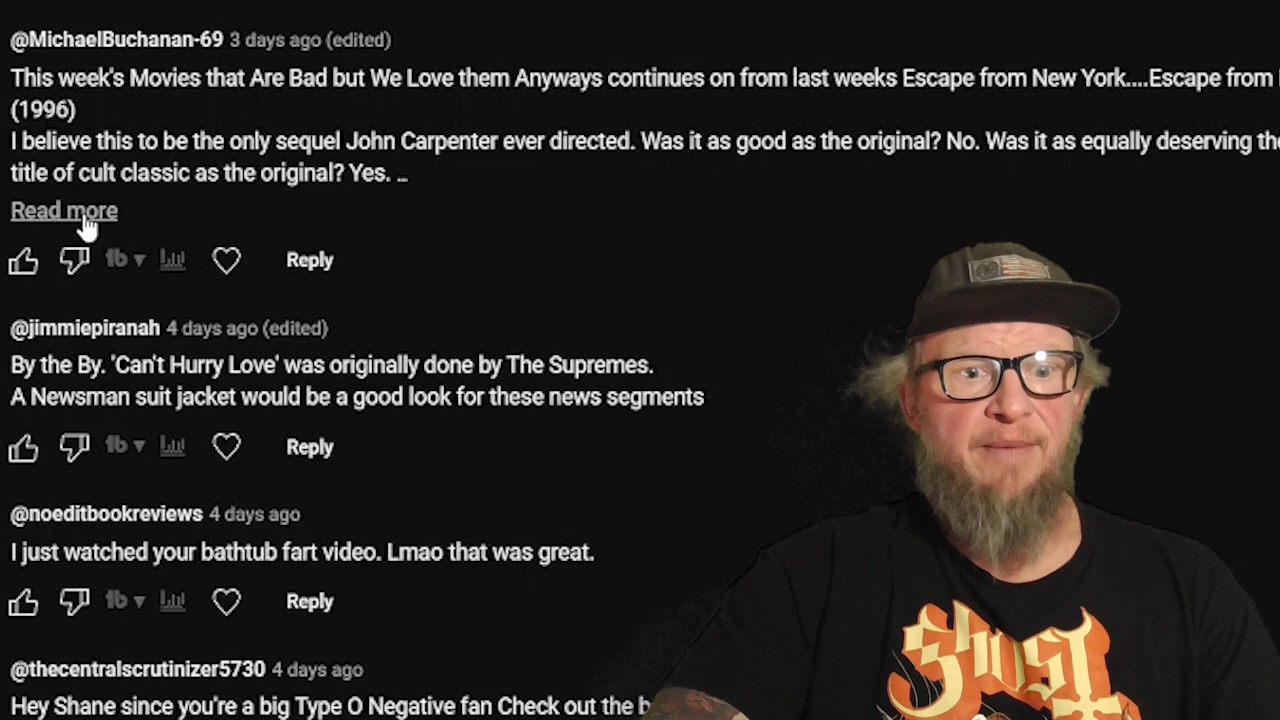 @MichaelBuchanan-69 3 days ago (edited)
This week's Movies that Are Bad but We Love them Anyways continues on from last weeks Escape from New York....Escape from
(1996)
I believe this to be the only sequel John Carpenter ever directed. Was it as good as the original? No. Was it as equally deserving the
title of cult classic as the original? Yes. ...
Read more
Reply
@jimmiepiranah 4 days ago (edited)
By the By. 'Can't Hurry Love' was originally done by The Supremes.
A Newsman suit jacket would be a good look for these news segments
Reply
@noeditbookreviews 4 days ago
I just watched your bathtub fart video. Lmao that was great.
Reply
@thecentralscrutinizer5730 4 days ago
Hey Shane since you're a big Type O Negative fan Check out the b
Ghost